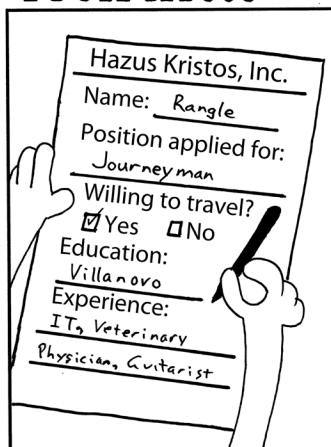 Hazus Kristos, Inc.
Name: Rangle
Position applied for:
Journeyman
Willing to travel?
Yes No
Education:
Villanovo
Experience:
IT, Veterinary
Physician, Guitarist